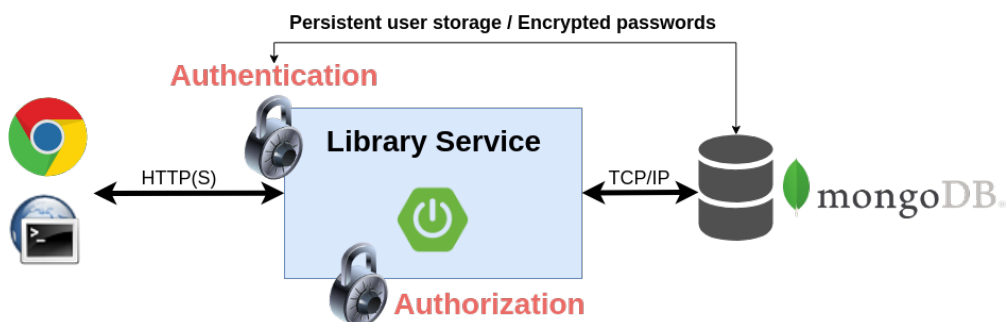 Persistent user storage / Encrypted passwords
Authentication
Library Service
HTTP(S)
TCP/IP
mongoDB®
>_
Authorization